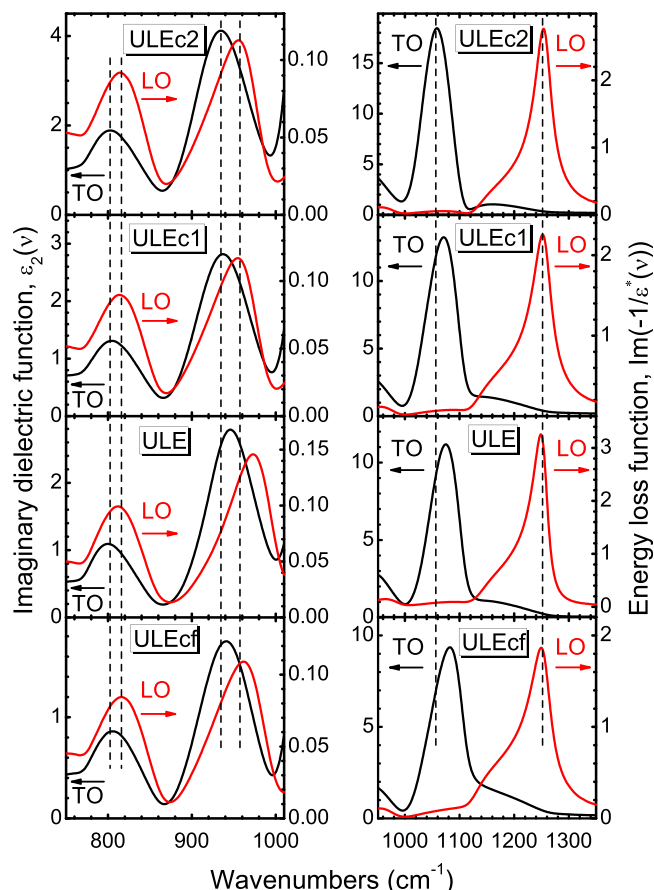 Imaginary dielectric function, ε₂(ν)
Energy loss function, Im(-1/ε*(ν))
4
2
0
ULEc2
LO
TO
0.10
0.05
0.00
15
10
5
0
TO
ULEc2
LO
2
1
0
3
2
1
0
ULEc1
LO
TO
0.10
0.05
0.00
10
5
0
TO
ULEc1
LO
2
1
0
2
1
0
ULE
LO
TO
0.15
0.10
0.05
0.00
10
5
0
TO
ULE
LO
3
2
1
0
1
0
ULEcf
LO
TO
0.10
0.05
0.00
10
5
0
TO
ULEcf
LO
2
1
0
800 900 1000
1000 1100 1200 1300
Wavenumbers (cm⁻¹)